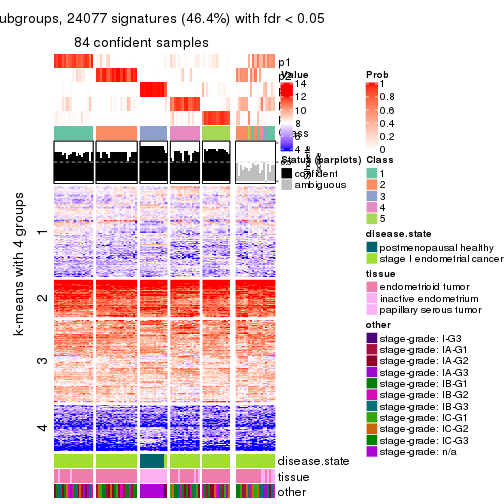 ubgroups, 24077 signatures (46.4%) with fdr < 0.05
84 confident samples
p1
Value
14
12
10
8
6
4
Prob
1
0.8
0.6
0.4
0.2
0
Status (barplots)
confident
ambiguous
Class
1
2
3
4
5
disease.state
postmenopausal healthy
stage I endometrial cancer
tissue
endometrioid tumor
inactive endometrium
papillary serous tumor
other
stage-grade: I-G3
stage-grade: IA-G1
stage-grade: IA-G2
stage-grade: IA-G3
stage-grade: IB-G1
stage-grade: IB-G2
stage-grade: IB-G3
stage-grade: IC-G1
stage-grade: IC-G2
stage-grade: IC-G3
stage-grade: n/a
k-means with 4 groups
1
2
3
4
disease.state
tissue
other